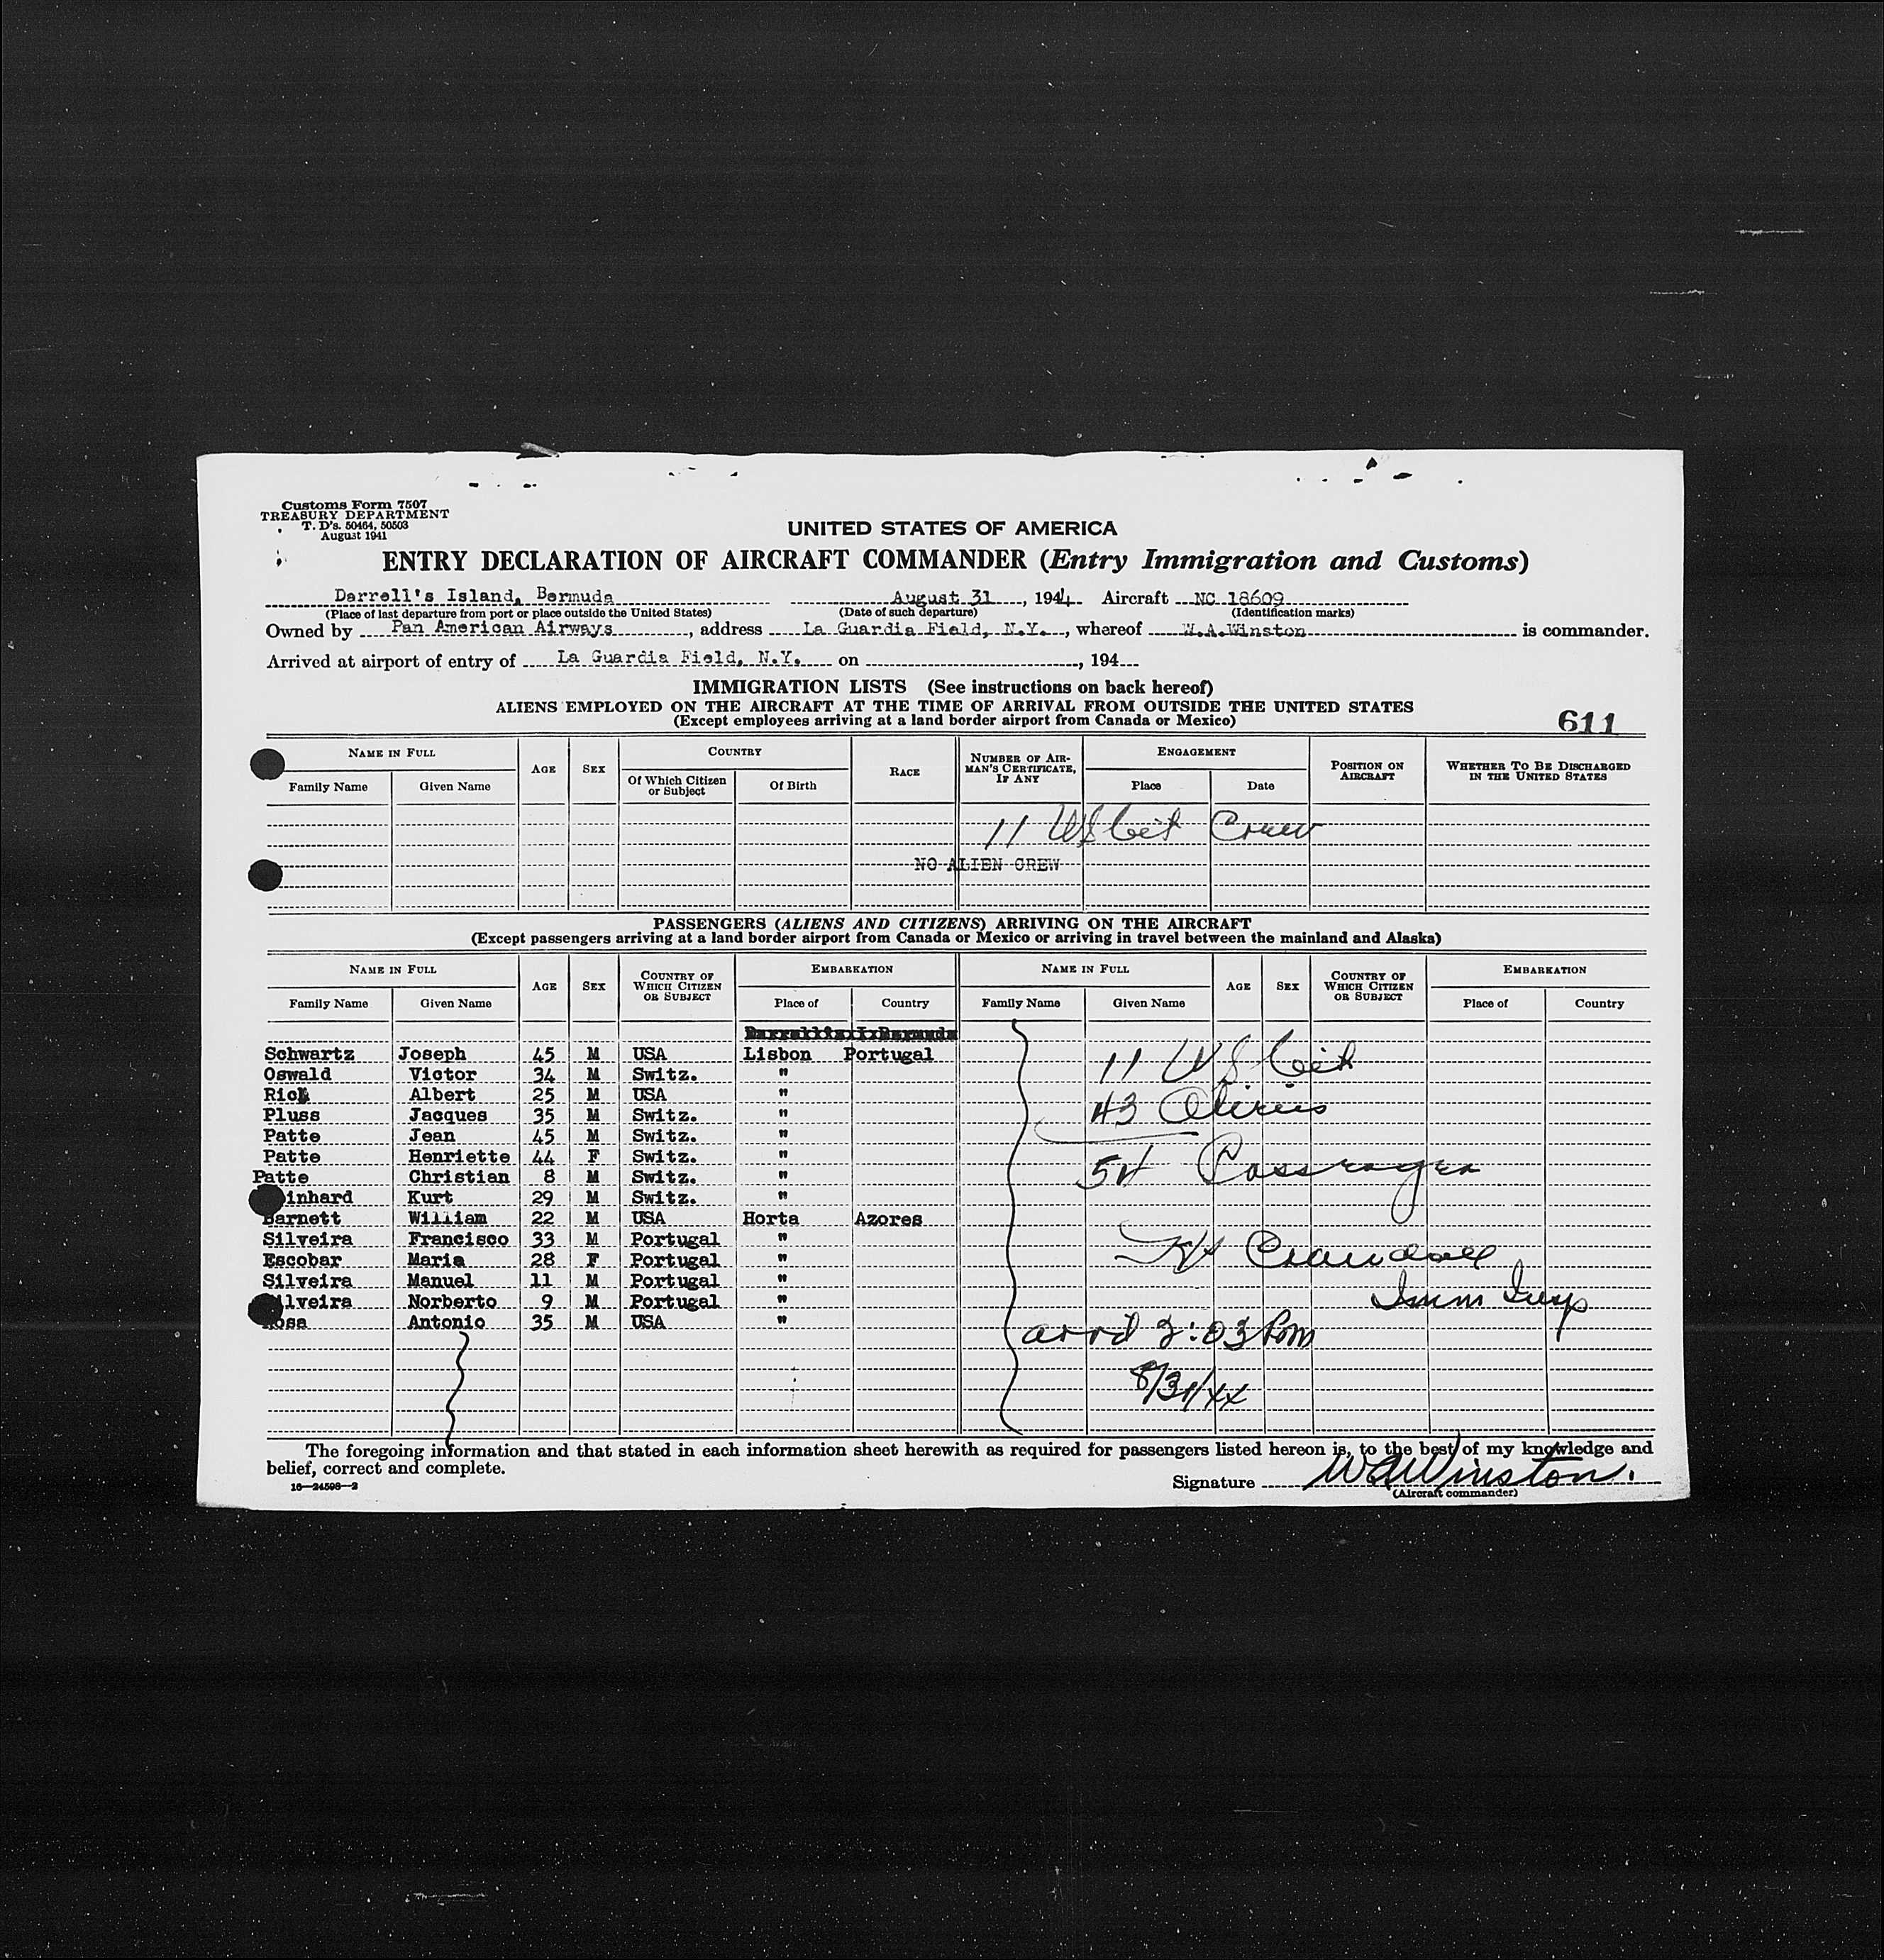 Customs Form 7507
TREASURY DEPARTMENT
T. D's. 50464, 50503
August 1941
UNITED STATES OF AMERICA
ENTRY DECLARATION OF AIRCRAFT COMMANDER (Entry Immigration and Customs)
Darrell's Island, Bermuda August 31, 1944 Aircraft NC 18609
(Place of last departure from port or place outside the United States) (Date of such departure) (Identification marks)
Owned by Pan American Airways, address La Guardia Field, N.Y., whereof W.A.Winston is commander.
Arrived at airport of entry of La Guardia Field, N.Y. on , 194
IMMIGRATION LISTS (See instructions on back hereof)
ALIENS EMPLOYED ON THE AIRCRAFT AT THE TIME OF ARRIVAL FROM OUTSIDE THE UNITED STATES
(Except employees arriving at a land border airport from Canada or Mexico)
611
NAME IN FULL AGE SEX COUNTRY RACE NUMBER OF AIRMAN'S CERTIFICATE, IF ANY ENGAGEMENT POSITION ON AIRCRAFT WHETHER TO BE DISCHARGED IN THE UNITED STATES
Family Name Given Name Of Which Citizen or Subject Of Birth Place Date
11 US Cit Crew
NO ALIEN CREW
PASSENGERS (ALIENS AND CITIZENS) ARRIVING ON THE AIRCRAFT
(Except passengers arriving at a land border airport from Canada or Mexico or arriving in travel between the mainland and Alaska)
NAME IN FULL AGE SEX COUNTRY OF WHICH CITIZEN OR SUBJECT EMBARKATION NAME IN FULL AGE SEX COUNTRY OF WHICH CITIZEN OR SUBJECT EMBARKATION
Family Name Given Name Place of Country Family Name Given Name Place of Country
Schwartz Joseph 45 M USA Lisbon Portugal 11 US Cit
Oswald Victor 34 M Switz. "
Rick Albert 25 M USA " 43 Aliens
Pluss Jacques 35 M Switz. "
Patte Jean 45 M Switz. "
Patte Henriette 44 F Switz. " 54 Passenger
Patte Christian 8 M Switz. "
inhard Kurt 29 M Switz. "
Barnett William 22 M USA Horta Azores
Silveira Francisco 33 M Portugal "
Escobar Maria 28 F Portugal " Crandall
Silveira Manuel 11 M Portugal "
Silveira Norberto 9 M Portugal " Imm Insp
Rosa Antonio 35 M USA " arrd 2:03 Pm
8/31/44
The foregoing information and that stated in each information sheet herewith as required for passengers listed hereon is, to the best of my knowledge and
belief, correct and complete.
Signature W A Winston.
16—24598—2 (Aircraft commander)